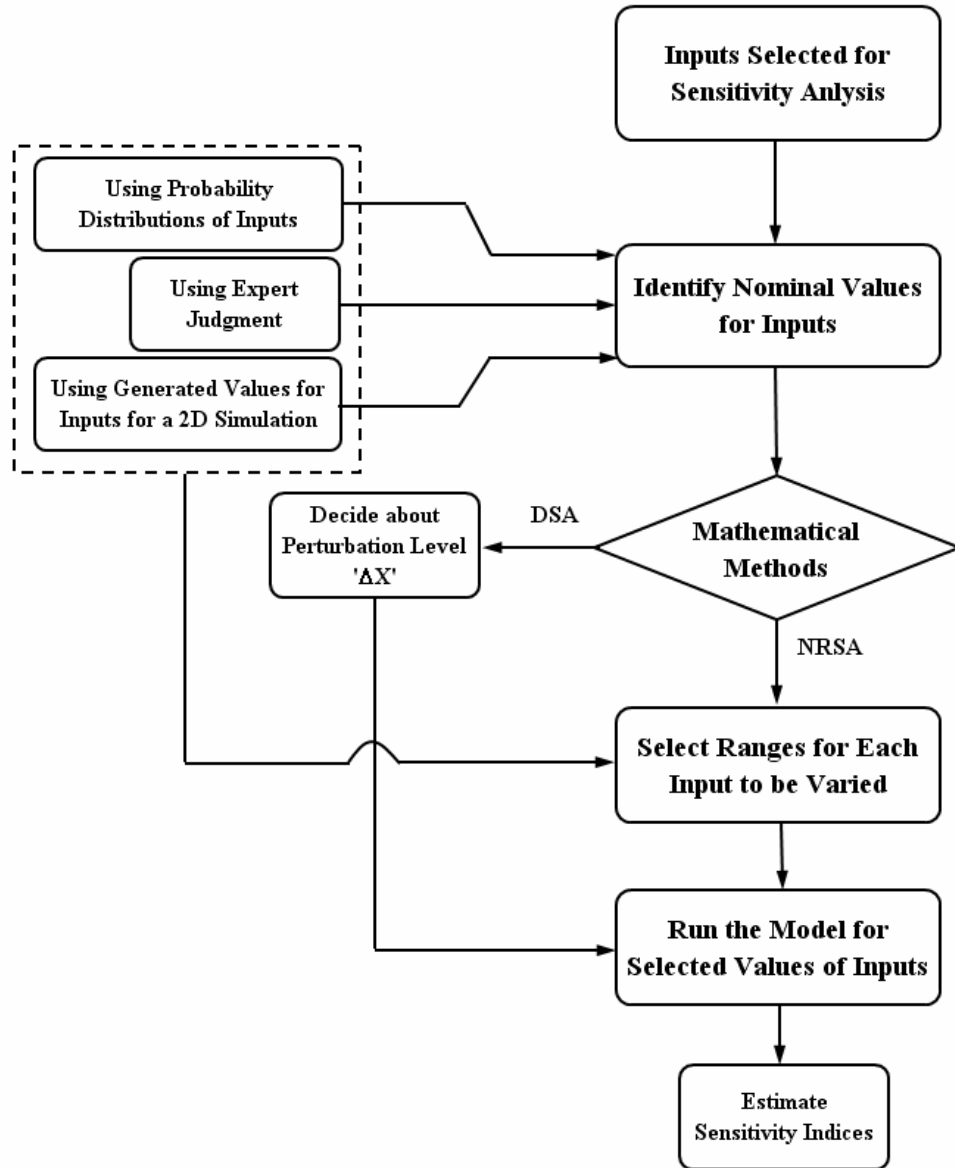 Inputs Selected for
Sensitivity Anlysis
Using Probability
Distributions of Inputs
Using Expert
Judgment
Using Generated Values for
Inputs for a 2D Simulation
Identify Nominal Values
for Inputs
Mathematical
Methods
DSA
Decide about
Perturbation Level
'ΔX'
NRSA
Select Ranges for Each
Input to be Varied
Run the Model for
Selected Values of Inputs
Estimate
Sensitivity Indices